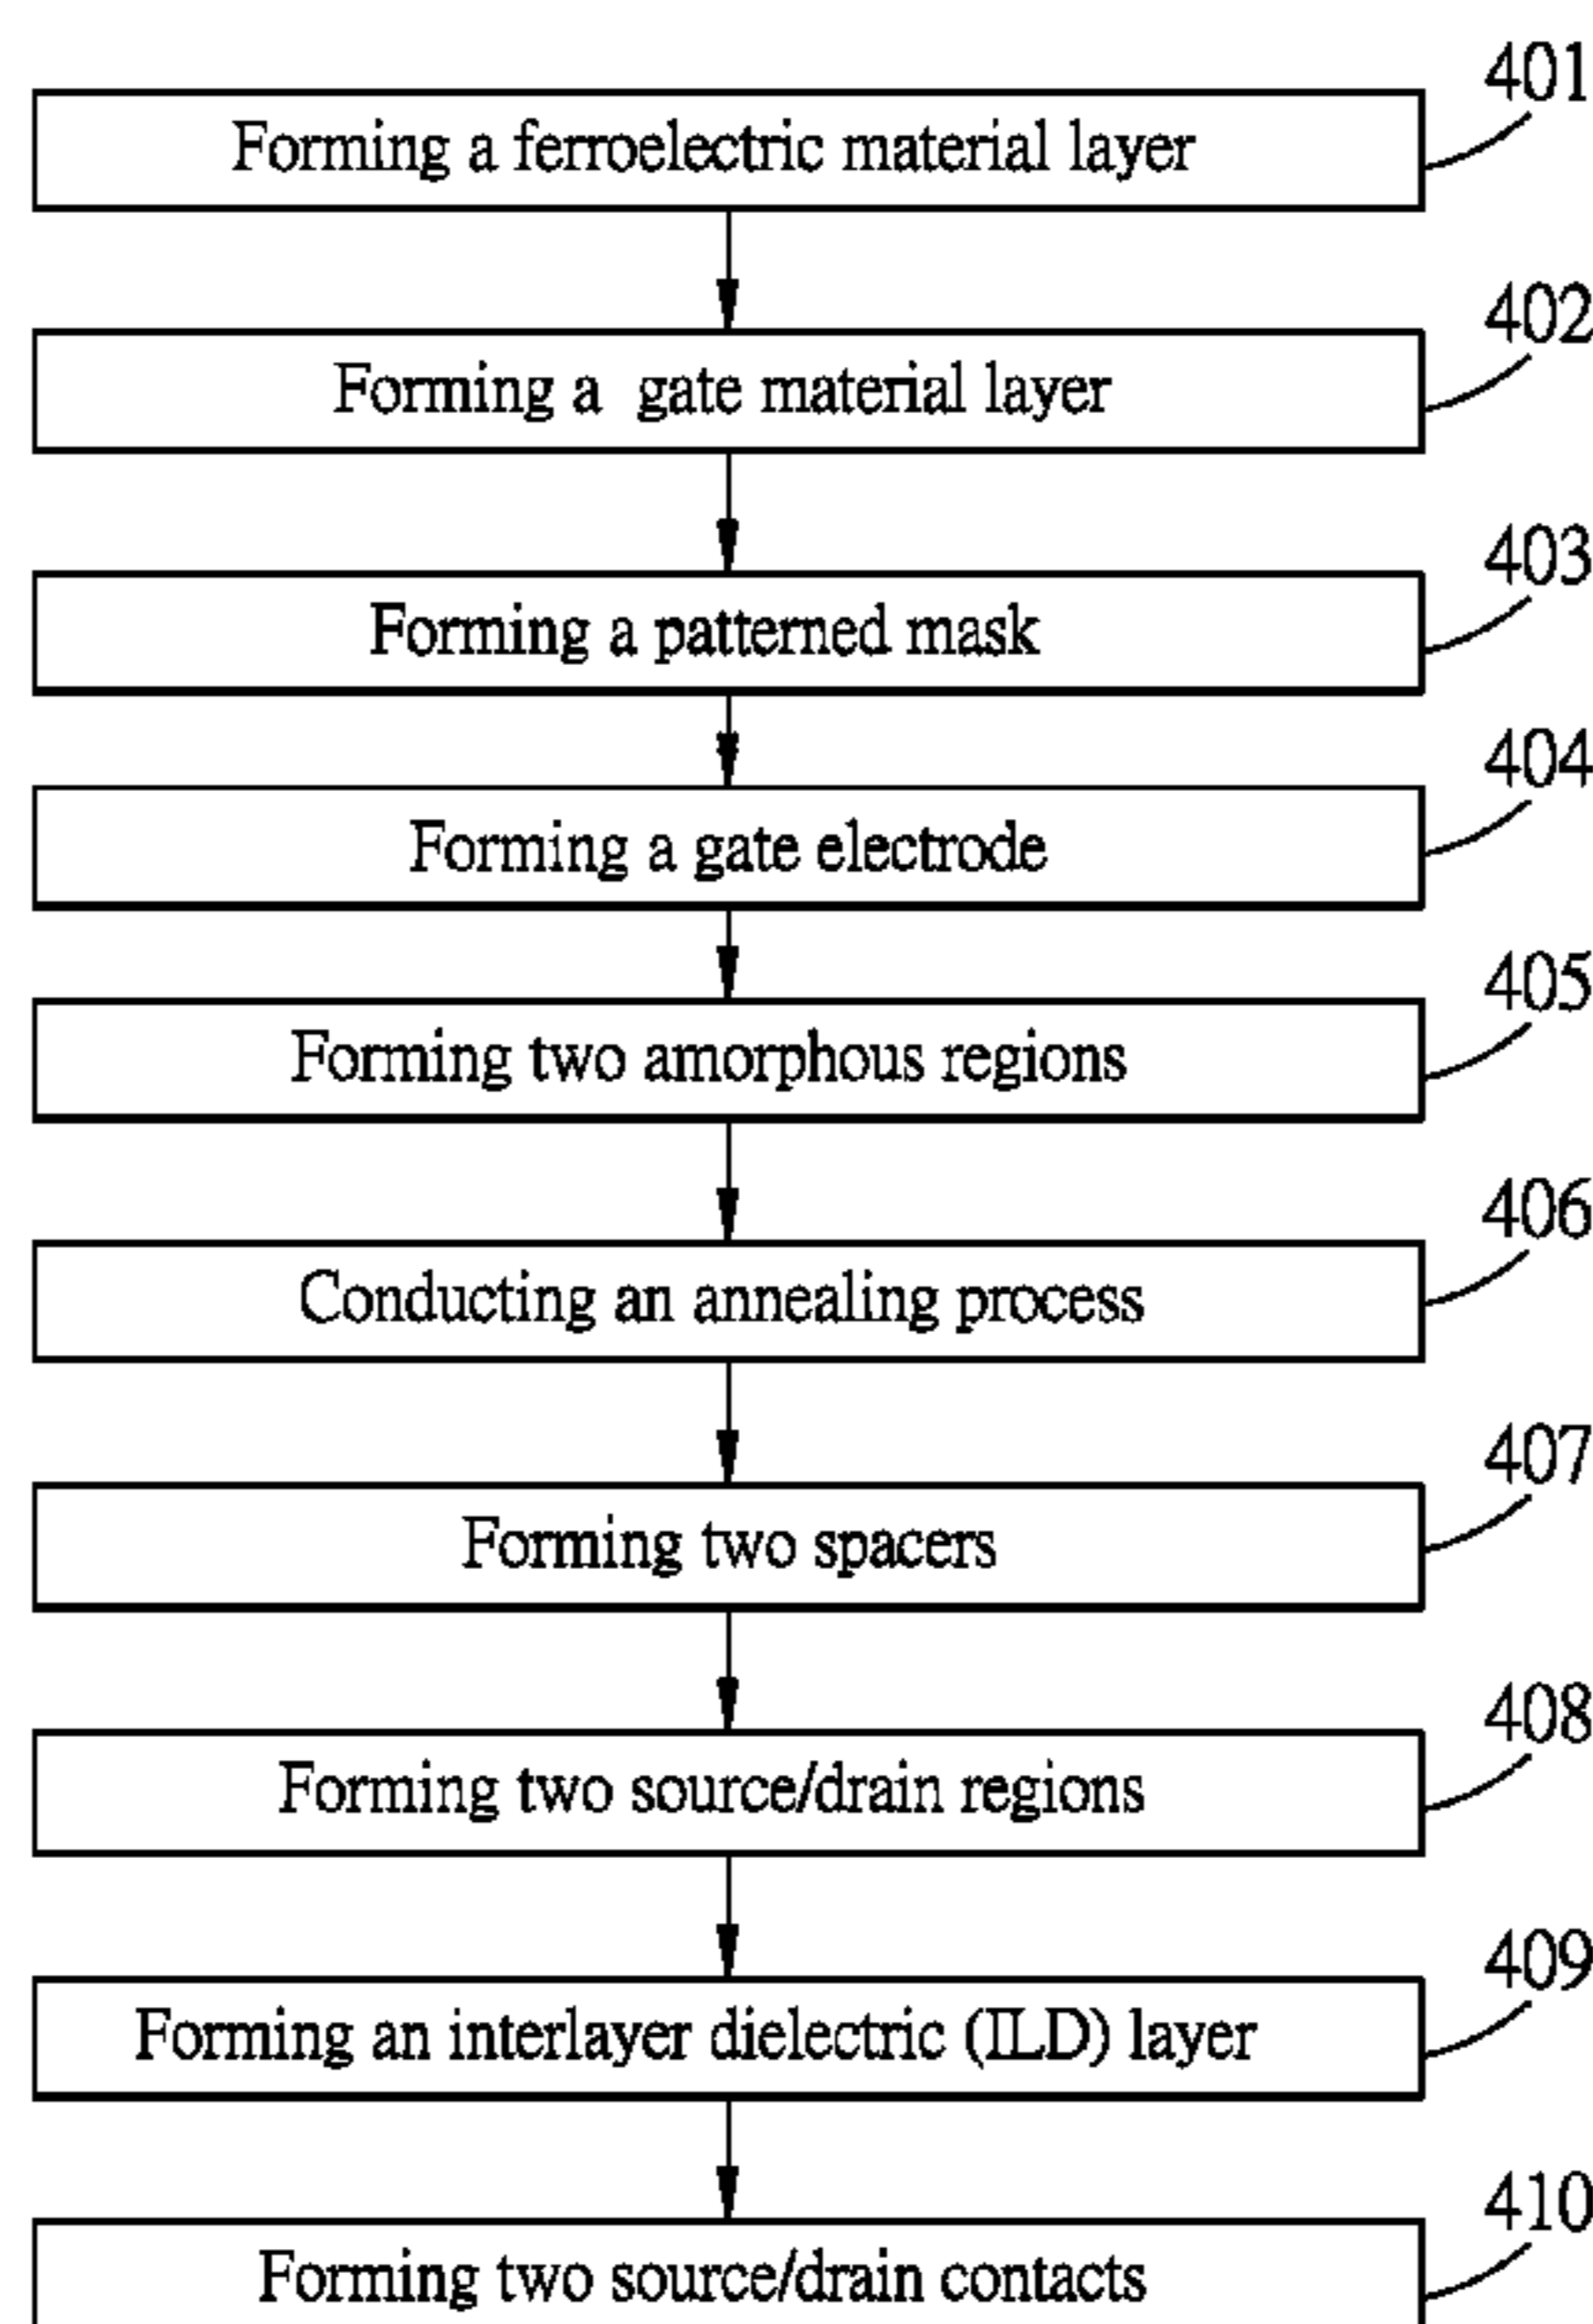 401
Forming a ferroelectric material layer
402
Forming a gate material layer
403
Forming a patterned mask
404
Forming a gate electrode
405
Forming two amorphous regions
406
Conducting an annealing process
407
Forming two spacers
408
Forming two source/drain regions
409
Forming an interlayer dielectric (ILD) layer
410
Forming two source/drain contacts